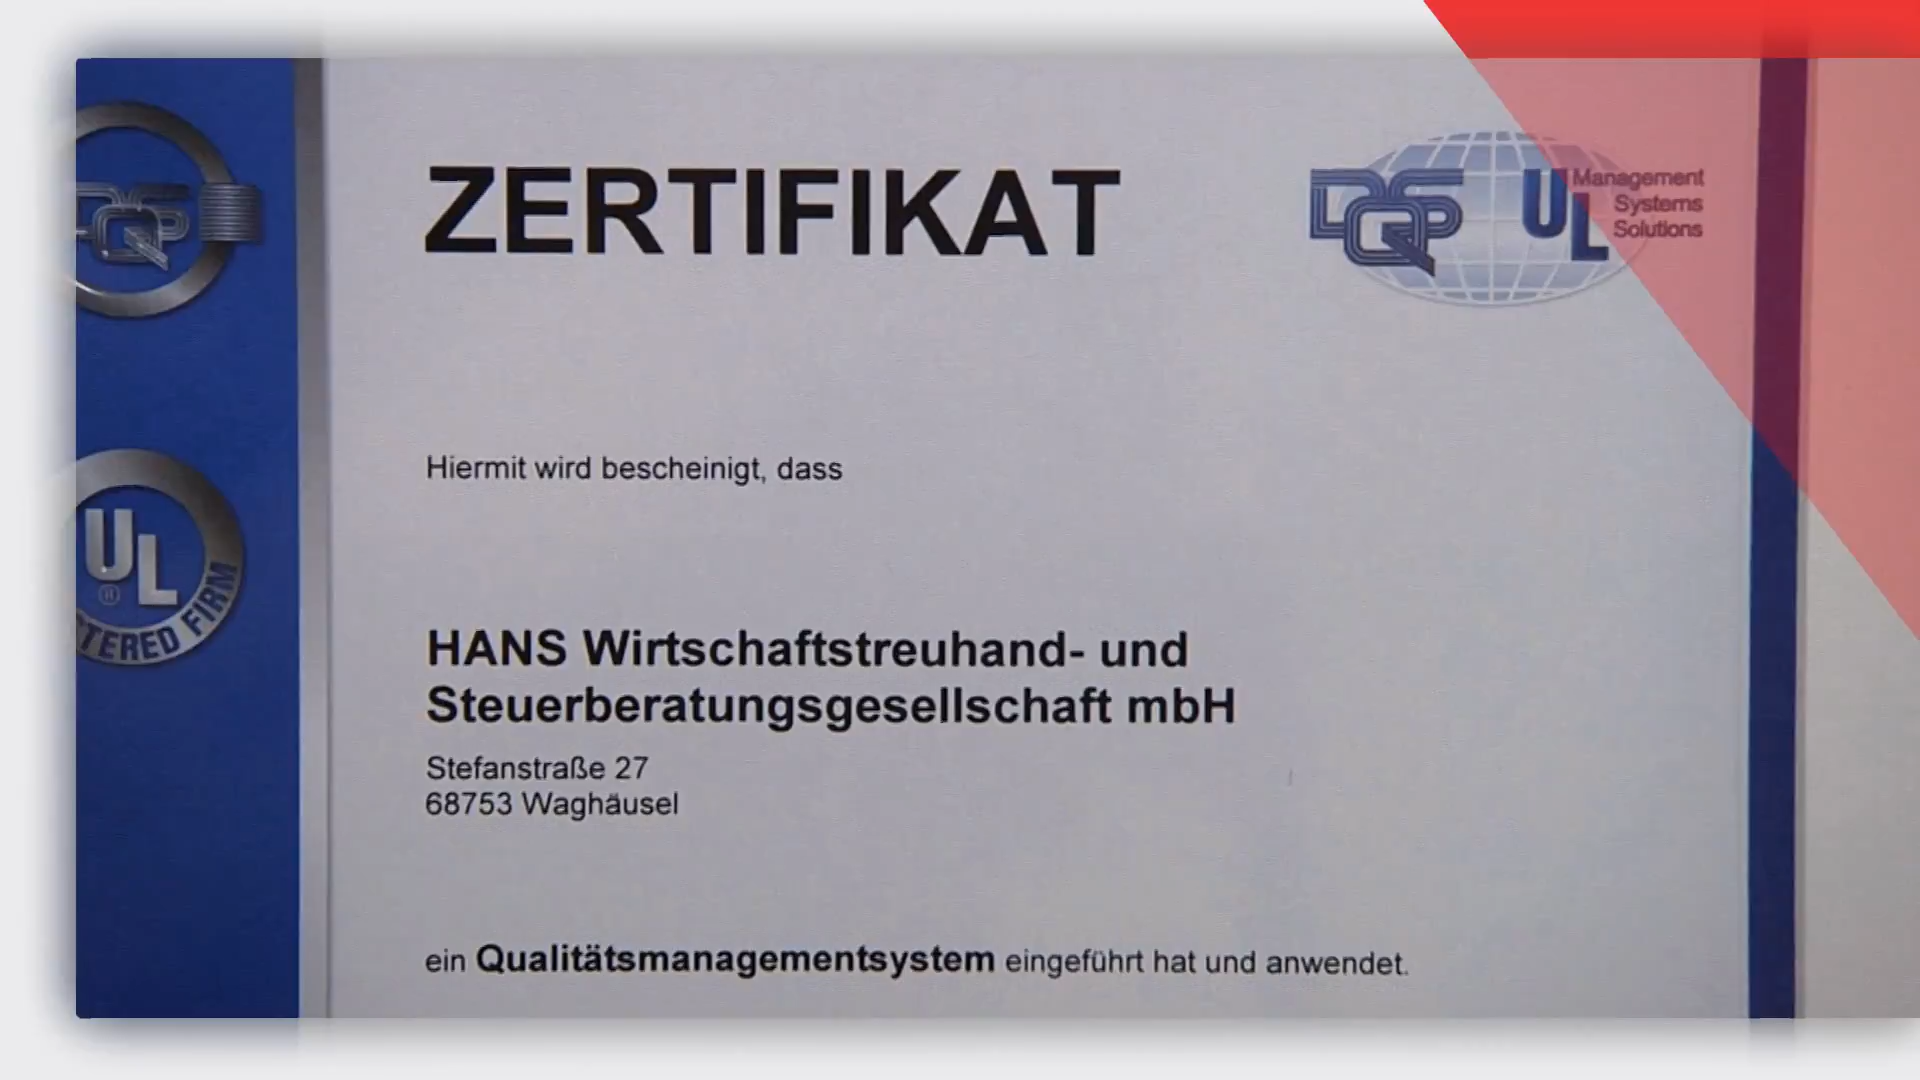 ZERTIFIKAT
DQS UL Management
Systems
Solutions
DQS
Hiermit wird bescheinigt, dass
UL
®
TERED FIRM
HANS Wirtschaftstreuhand- und
Steuerberatungsgesellschaft mbH
Stefanstraße 27
68753 Waghäusel
ein Qualitätsmanagementsystem eingeführt hat und anwendet.